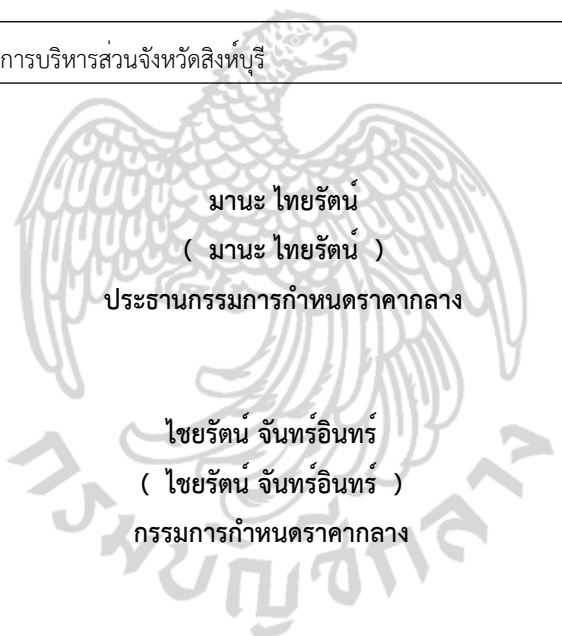 การบริหารส่วนจังหวัดสิงห์บุรี
มานะ ไทยรัตน์
( มานะ ไทยรัตน์ )
ประธานกรรมการกำหนดราคากลาง
ไชยรัตน์ จันทร์อินทร์
( ไชยรัตน์ จันทร์อินทร์ )
กรรมการกำหนดราคากลาง
กรมบัญชีกลาง